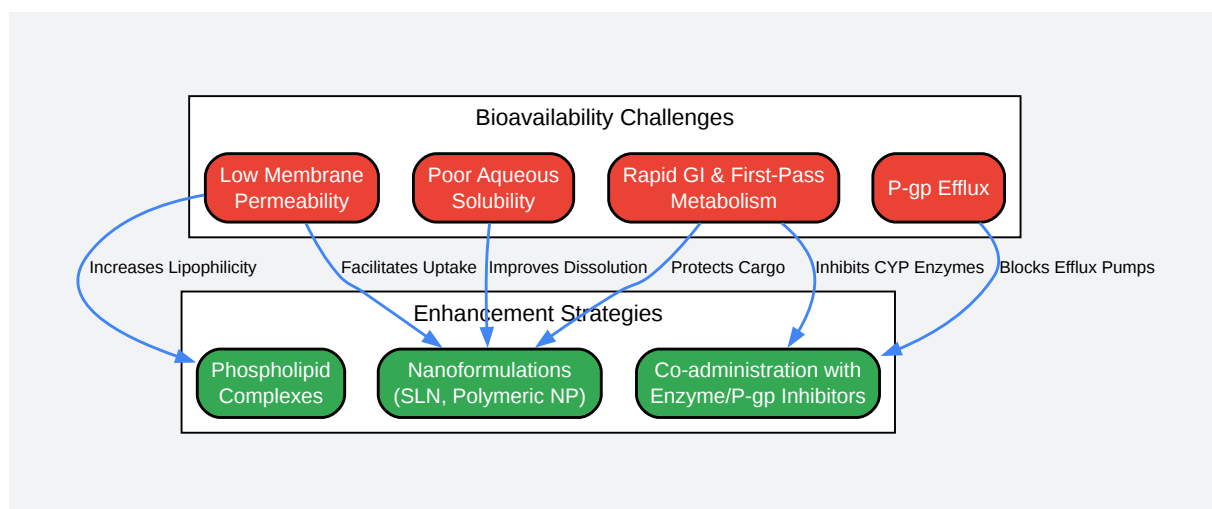 Bioavailability Challenges
Low Membrane
Permeability
Poor Aqueous
Solubility
Rapid GI & First-Pass
Metabolism
P-gp Efflux
Increases Lipophilicity
Facilitates Uptake
Improves Dissolution
Protects Cargo
Inhibits CYP Enzymes
Blocks Efflux Pumps
Enhancement Strategies
Phospholipid
Complexes
Nanoformulations
(SLN, Polymeric NP)
Co-administration with
Enzyme/P-gp Inhibitors